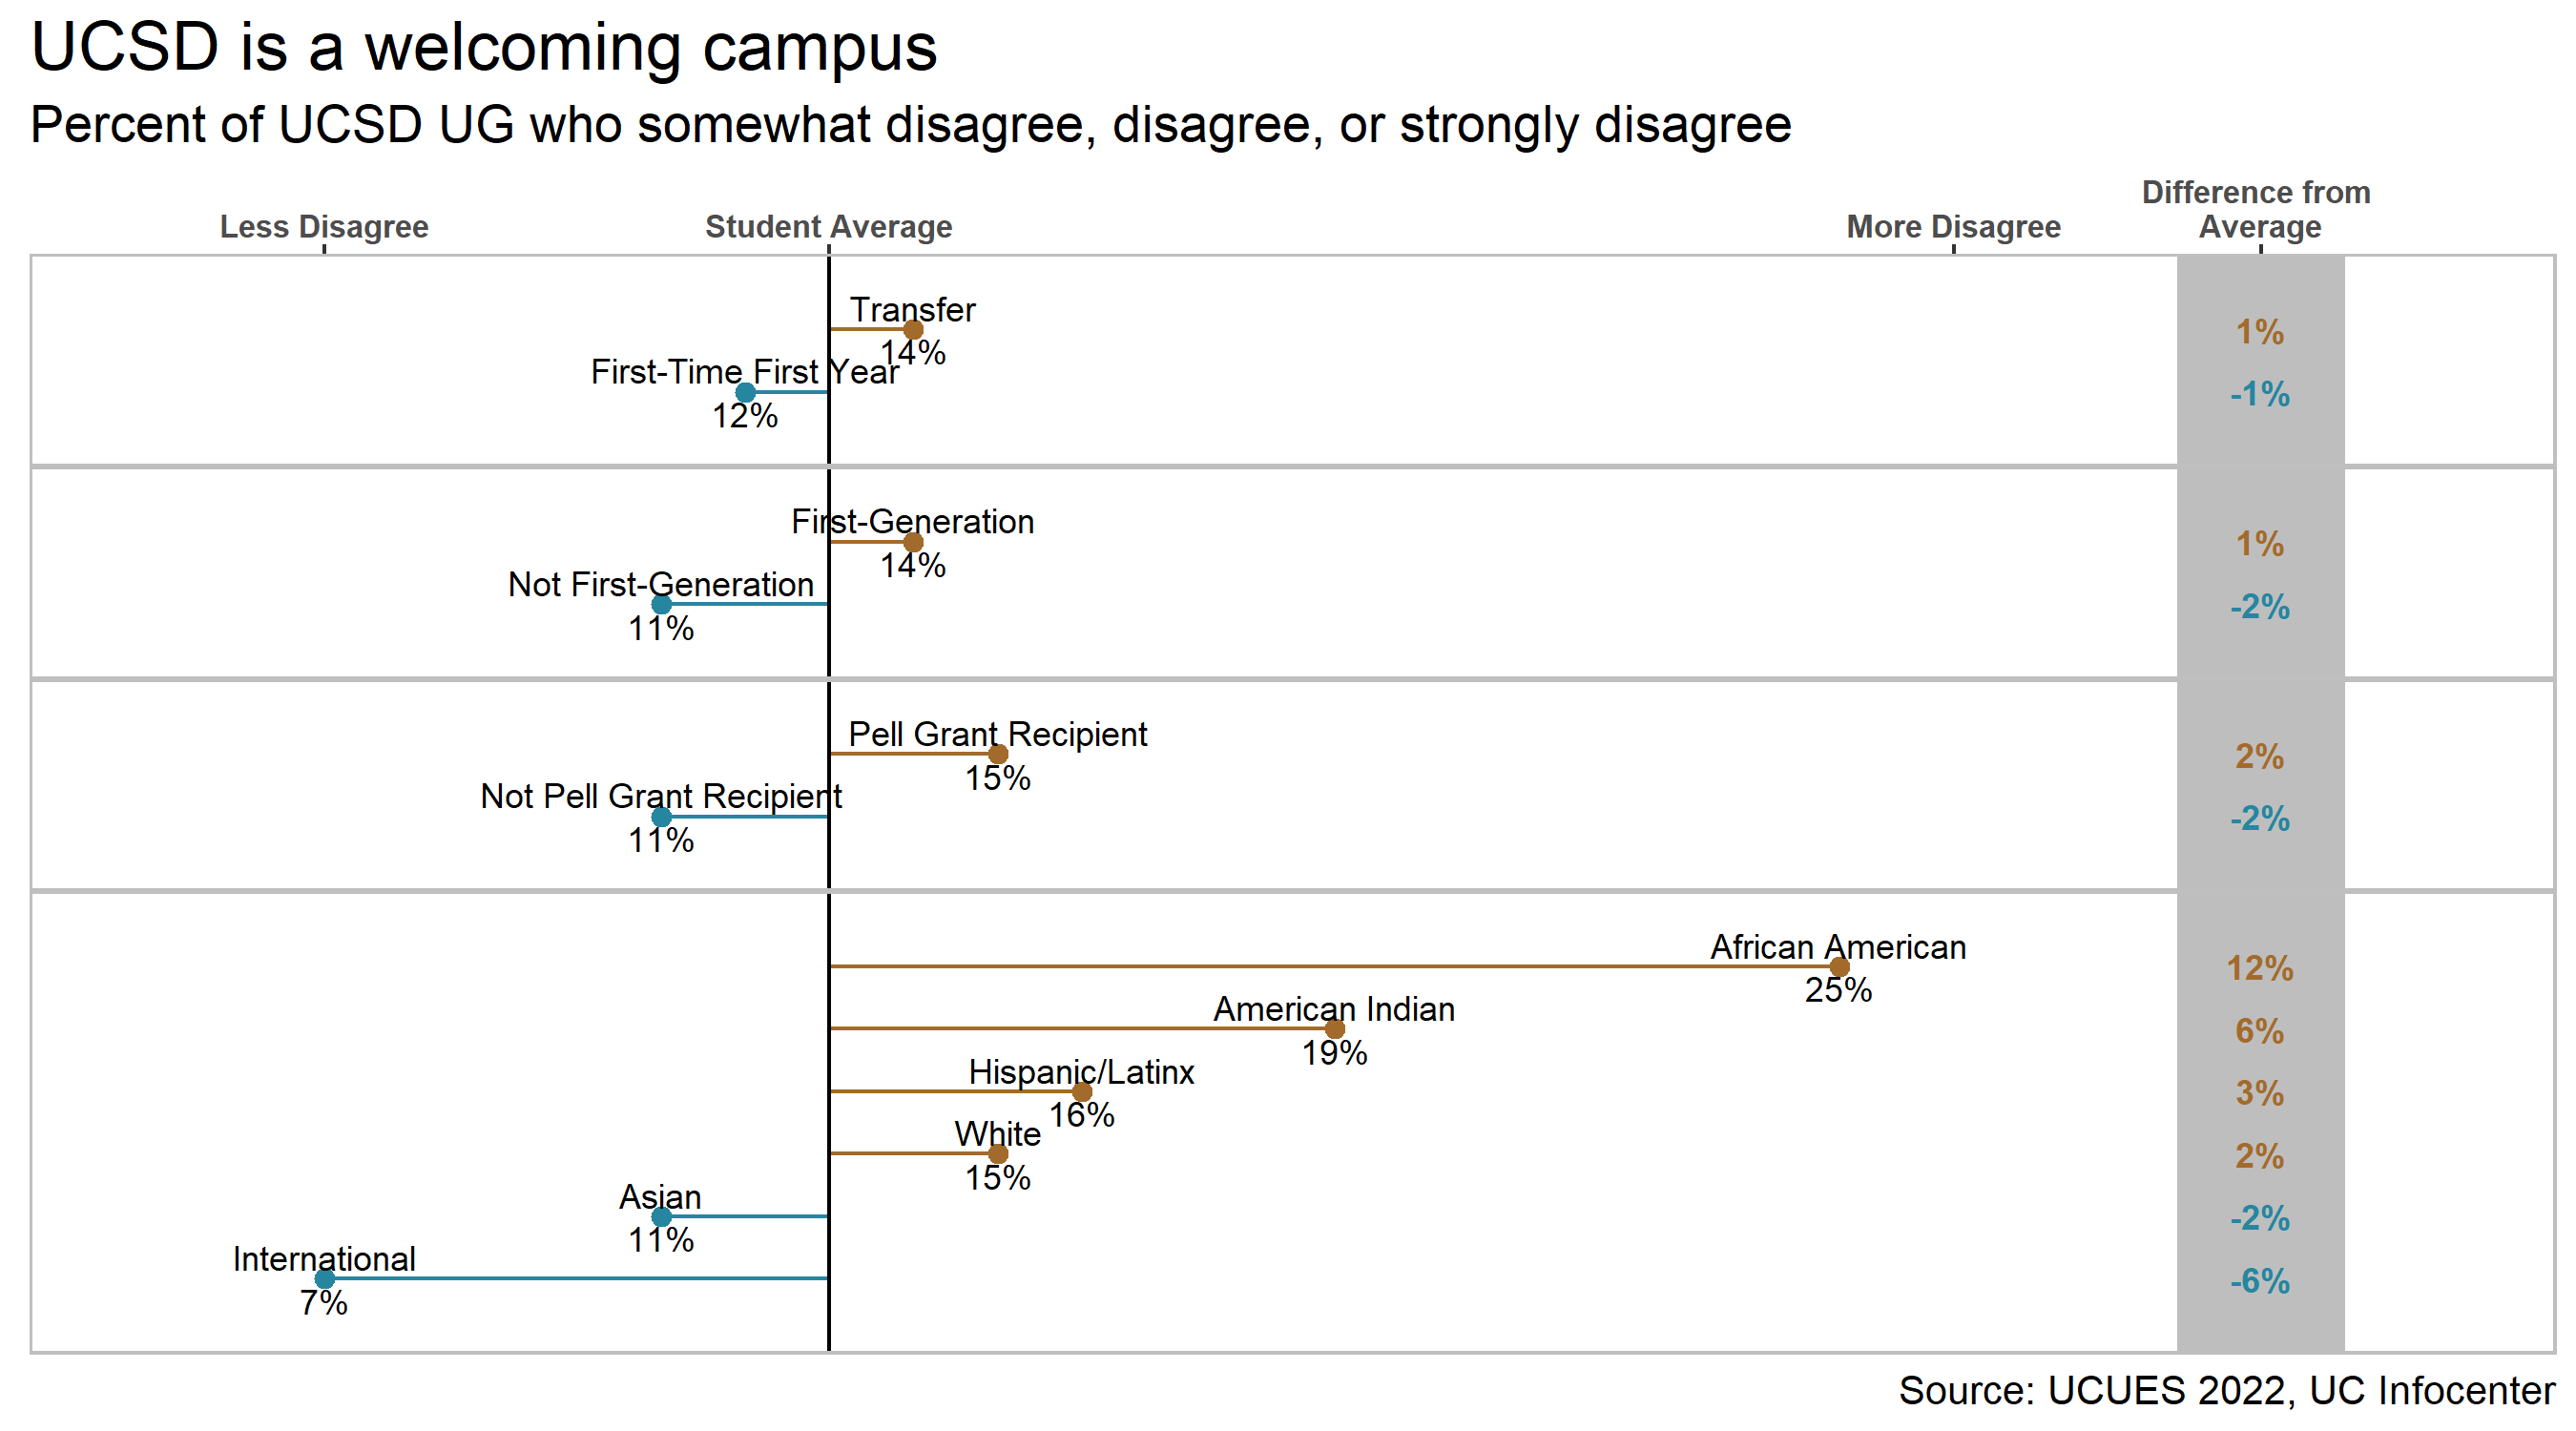 UCSD is a welcoming campus
Percent of UCSD UG who somewhat disagree, disagree, or strongly disagree
Less Disagree
Student Average
More Disagree
Difference from
Average
Transfer
14%
1%
First-Time First Year
12%
-1%
First-Generation
14%
1%
Not First-Generation
11%
-2%
Pell Grant Recipient
15%
2%
Not Pell Grant Recipient
11%
-2%
African American
25%
12%
American Indian
19%
6%
Hispanic/Latinx
16%
3%
White
15%
2%
Asian
11%
-2%
International
7%
-6%
Source: UCUES 2022, UC Infocenter